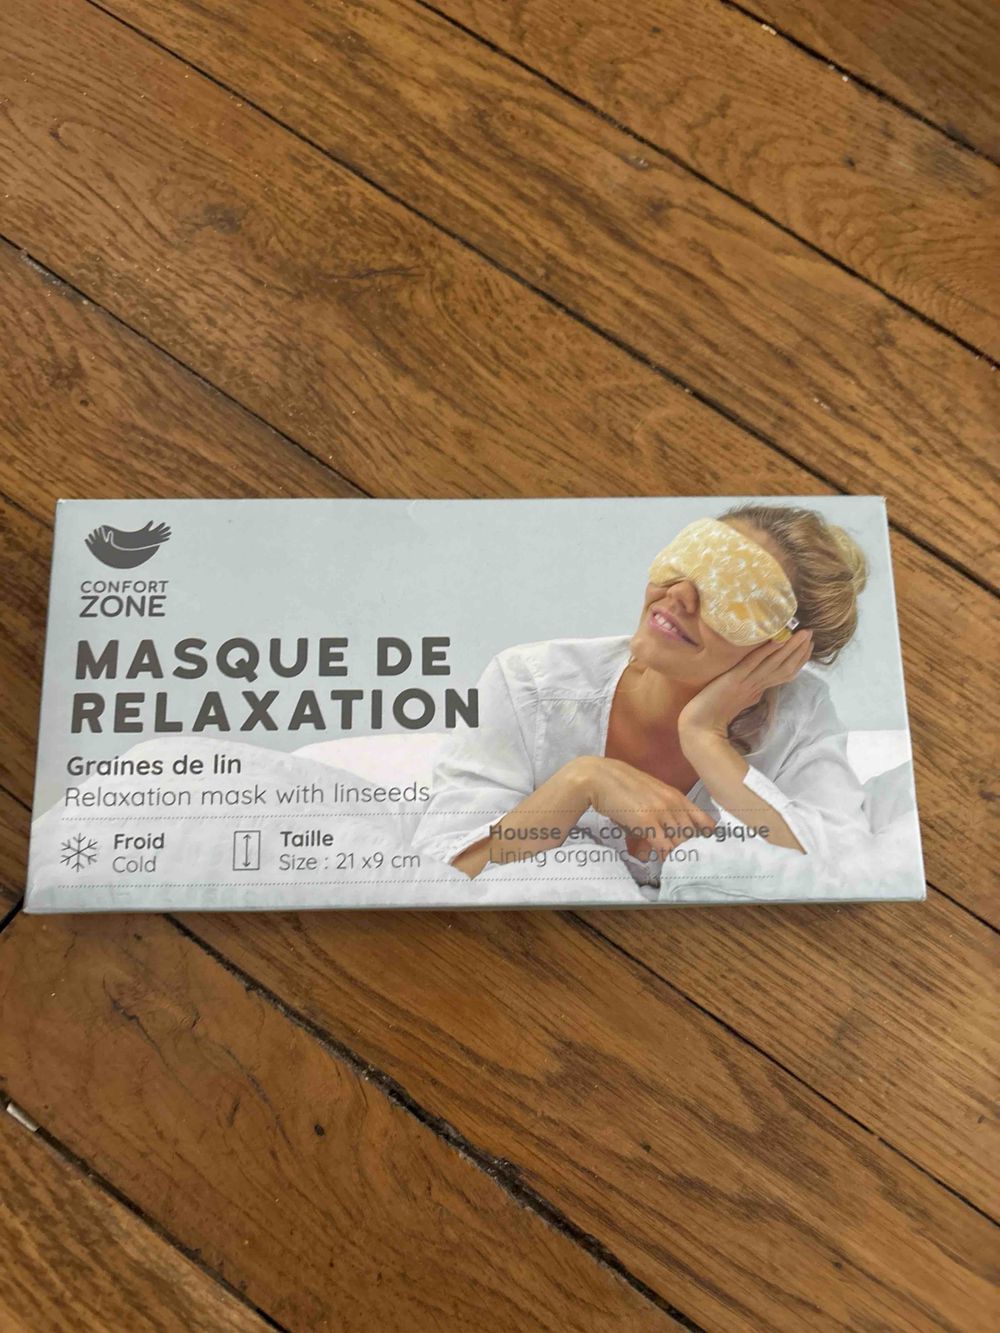 CONFORT
ZONE
MASQUE DE
RELAXATION
Graines de lin
Relaxation mask with linseeds
Froid
Cold
Taille
Size : 21 x9 cm
Housse en coton biologique
Lining organic cotton